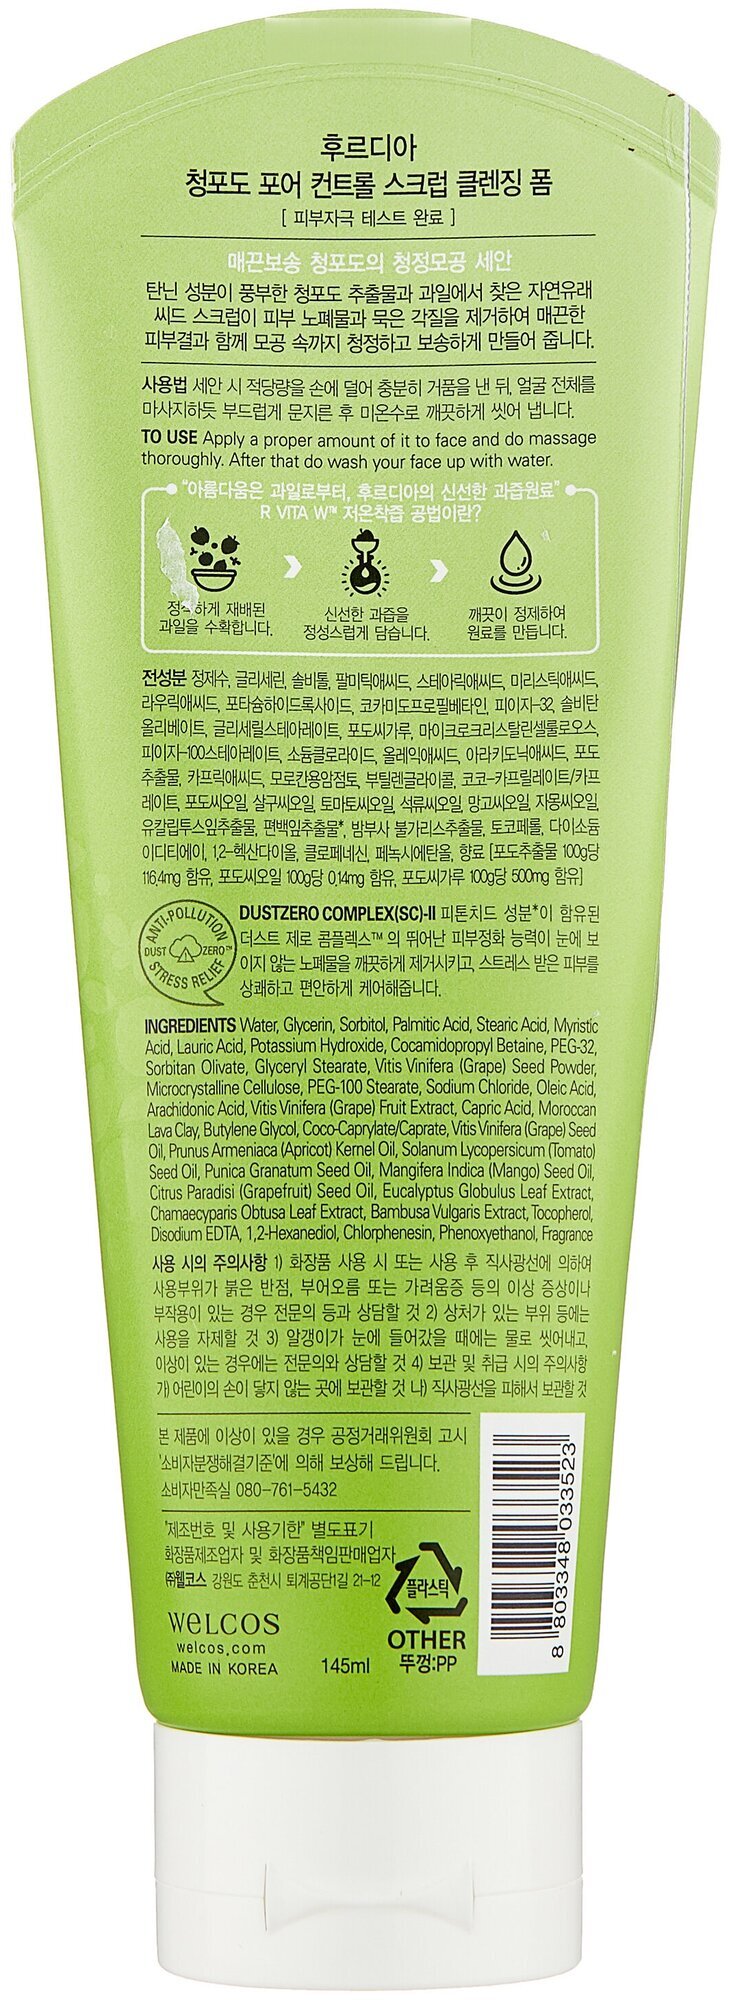 후르디아
청포도 포어 컨트롤 스크럽 클렌징 폼
[ 피부자극 테스트 완료 ]
매끈보송 청포도의 청정모공 세안
탄닌 성분이 풍부한 청포도 추출물과 과일에서 찾은 자연유래
씨드 스크럽이 피부 노폐물과 묵은 각질을 제거하여 매끈한
피부결과 함께 모공 속까지 청정하고 보송하게 만들어 줍니다.
사용법 세안 시 적당량을 손에 덜어 충분히 거품을 낸 뒤, 얼굴 전체를
마사지하듯 부드럽게 문지른 후 미온수로 깨끗하게 씻어 냅니다.
TO USE Apply a proper amount of it to face and do massage
thoroughly. After that do wash your face up with water.
"아름다움은 과일로부터, 후르디아의 신선한 과즙원료"
R VITA W™ 저온착즙 공법이란?
하게 재배된
과일을 수확합니다.
신선한 과즙을
정성스럽게 담습니다.
깨끗이 정제하여
원료를 만듭니다.
전성분 정제수, 글리세린, 솔비톨, 팔미틱애씨드, 스테아릭애씨드, 미리스틱애씨드,
라우릭애씨드, 포타슘하이드록사이드, 코카미도프로필베타인, 피이지-32, 솔비탄
올리베이트, 글리세릴스테아레이트, 포도씨가루, 마이크로크리스탈린셀룰로오스,
피이지-100스테아레이트, 소듐클로라이드, 올레익애씨드, 아라키도닉애씨드, 포도
추출물, 카프릭애씨드, 모로칸용암점토, 부틸렌글라이콜, 코코-카프릴레이트/카프
레이트, 포도씨오일, 살구씨오일, 토마토씨오일, 석류씨오일, 망고씨오일, 자몽씨오일,
유칼립투스잎추출물, 편백잎추출물*, 밤부사 불가리스추출물, 토코페롤, 다이소듐
이디티에이, 1,2-헥산다이올, 클로페네신, 페녹시에탄올, 향료 [포도추출물 100g당
116.4mg 함유, 포도씨오일 100g당 0.14mg 함유, 포도씨가루 100g당 500mg 함유]
ANTI-POLLUTION
DUST ZERO™
STRESS RELIEF
DUSTZERO COMPLEX(SC)-II 피톤치드 성분*이 함유된
더스트 제로 콤플렉스™의 뛰어난 피부정화 능력이 눈에 보
이지 않는 노폐물을 깨끗하게 제거시키고, 스트레스 받은 피부를
상쾌하고 편안하게 케어해줍니다.
INGREDIENTS Water, Glycerin, Sorbitol, Palmitic Acid, Stearic Acid, Myristic
Acid, Lauric Acid, Potassium Hydroxide, Cocamidopropyl Betaine, PEG-32,
Sorbitan Olivate, Glyceryl Stearate, Vitis Vinifera (Grape) Seed Powder,
Microcrystalline Cellulose, PEG-100 Stearate, Sodium Chloride, Oleic Acid,
Arachidonic Acid, Vitis Vinifera (Grape) Fruit Extract, Capric Acid, Moroccan
Lava Clay, Butylene Glycol, Coco-Caprylate/Caprate, Vitis Vinifera (Grape) Seed
Oil, Prunus Armeniaca (Apricot) Kernel Oil, Solanum Lycopersicum (Tomato)
Seed Oil, Punica Granatum Seed Oil, Mangifera Indica (Mango) Seed Oil,
Citrus Paradisi (Grapefruit) Seed Oil, Eucalyptus Globulus Leaf Extract,
Chamaecyparis Obtusa Leaf Extract, Bambusa Vulgaris Extract, Tocopherol,
Disodium EDTA, 1,2-Hexanediol, Chlorphenesin, Phenoxyethanol, Fragrance
사용 시의 주의사항 1) 화장품 사용 시 또는 사용 후 직사광선에 의하여
사용부위가 붉은 반점, 부어오름 또는 가려움증 등의 이상 증상이나
부작용이 있는 경우 전문의 등과 상담할 것 2) 상처가 있는 부위 등에는
사용을 자제할 것 3) 알갱이가 눈에 들어갔을 때에는 물로 씻어내고,
이상이 있는 경우에는 전문의와 상담할 것 4) 보관 및 취급 시의 주의사항
가) 어린이의 손이 닿지 않는 곳에 보관할 것 나) 직사광선을 피해서 보관할 것
본 제품에 이상이 있을 경우 공정거래위원회 고시
'소비자분쟁해결기준'에 의해 보상해 드립니다.
소비자만족실 080-761-5432
"제조번호 및 사용기한" 별도표기
화장품제조업자 및 화장품책임판매업자
㈜웰코스 강원도 춘천시 퇴계공단1길 21-12
WELCOS
welcos.com
MADE IN KOREA 145ml
플라스틱
OTHER
뚜껑:PP
8 803348 033523